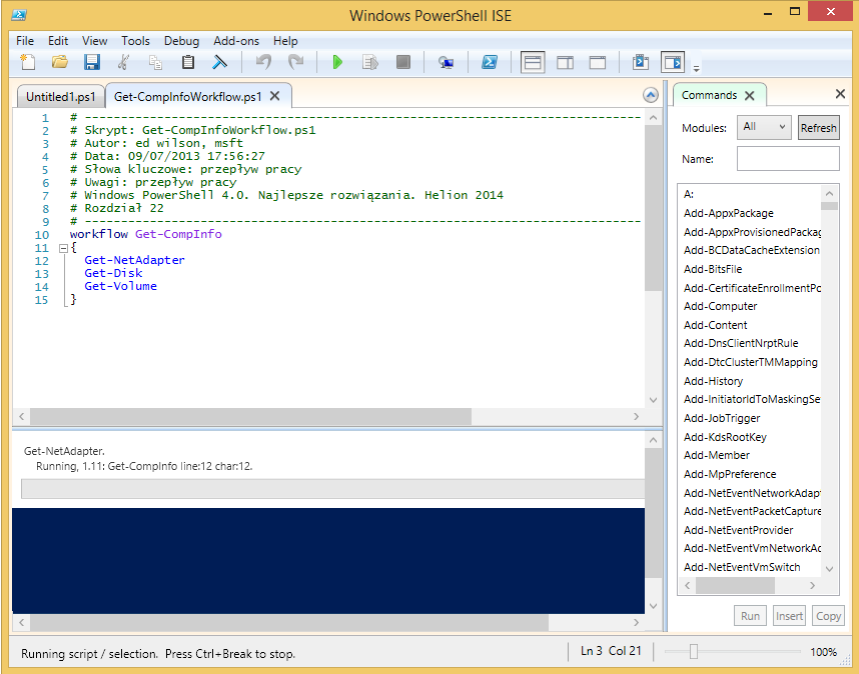 Windows PowerShell ISE
File Edit View Tools Debug Add-ons Help
Untitled1.ps1 Get-CompInfoWorkflow.ps1 X
1 # -----------------------------------------------------------------------------
2 # Skrypt: Get-CompInfoWorkflow.ps1
3 # Autor: ed wilson, msft
4 # Data: 09/07/2013 17:56:27
5 # Słowa kluczowe: przepływ pracy
6 # Uwagi: przepływ pracy
7 # Windows PowerShell 4.0. Najlepsze rozwiązania. Helion 2014
8 # Rozdział 22
9 # -----------------------------------------------------------------------------
10 workflow Get-CompInfo
11 {
12 Get-NetAdapter
13 Get-Disk
14 Get-Volume
15 }
Get-NetAdapter.
Running, 1.11: Get-CompInfo line:12 char:12.
Commands X
Modules: All Refresh
Name:
A:
Add-AppxPackage
Add-AppxProvisionedPackag
Add-BCDataCacheExtension
Add-BitsFile
Add-CertificateEnrollmentPo
Add-Computer
Add-Content
Add-DnsClientNrptRule
Add-DtcClusterTMMapping
Add-History
Add-InitiatorIdToMaskingSe
Add-JobTrigger
Add-KdsRootKey
Add-Member
Add-MpPreference
Add-NetEventNetworkAdap
Add-NetEventPacketCapture
Add-NetEventProvider
Add-NetEventVmNetworkAd
Add-NetEventVmSwitch
Run Insert Copy
Running script / selection. Press Ctrl+Break to stop.
Ln 3 Col 21
100%